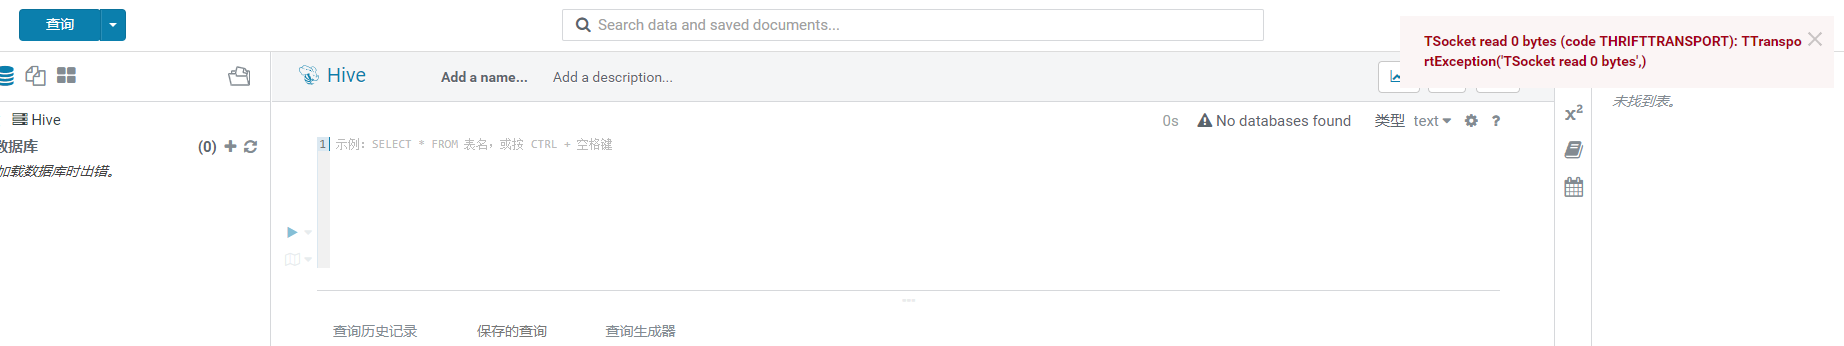 查询
Search data and saved documents...
TSocket read 0 bytes (code THRIFTTRANSPORT): TTranspo
rtException('TSocket read 0 bytes',)
Hive
Add a name...
Add a description...
未找到表。
Hive
0s
No databases found
类型
text
?
x²
数据库
(0)
加载数据库时出错。
1
示例: SELECT * FROM 表名, 或按 CTRL + 空格键
查询历史记录
保存的查询
查询生成器